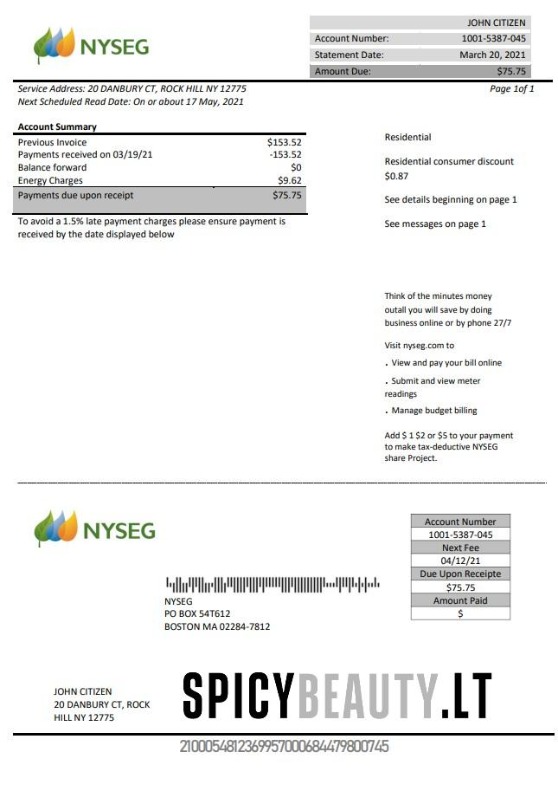 NYSEG
JOHN CITIZEN
Account Number: 1001-5387-045
Statement Date: March 20, 2021
Amount Due: $75.75
Service Address: 20 DANBURY CT, ROCK HILL NY 12775 Page 1of 1
Next Scheduled Read Date: On or about 17 May, 2021
Account Summary
Previous Invoice $153.52
Payments received on 03/19/21 -153.52
Balance forward $0
Energy Charges $9.62
Payments due upon receipt $75.75
To avoid a 1.5% late payment charges please ensure payment is
received by the date displayed below
Residential
Residential consumer discount
$0.87
See details beginning on page 1
See messages on page 1
Think of the minutes money
outall you will save by doing
business online or by phone 27/7
Visit nyseg.com to
. View and pay your bill online
. Submit and view meter
readings
. Manage budget billing
Add $ 1 $2 or $5 to your payment
to make tax-deductive NYSEG
share Project.
NYSEG
Account Number
1001-5387-045
Next Fee
04/12/21
Due Upon Receipte
$75.75
Amount Paid
$
NYSEG
PO BOX 54T612
BOSTON MA 02284-7812
JOHN CITIZEN
20 DANBURY CT, ROCK
HILL NY 12775
SPICYBEAUTY.LT
2100054812369957000684479800745